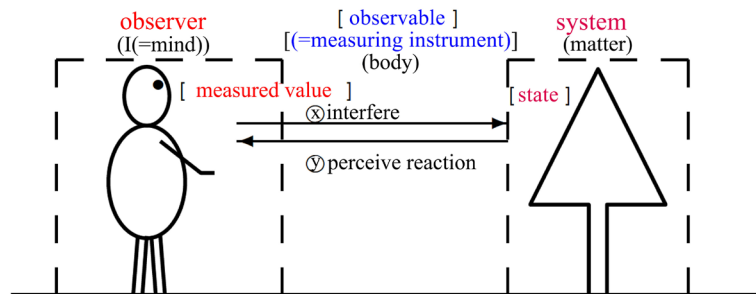 observer
(I(=mind))
[ observable ]
[(=measuring instrument)]
(body)
system
(matter)
[ measured value ]
[ state ]
ⓧ interfere
ⓨ perceive reaction